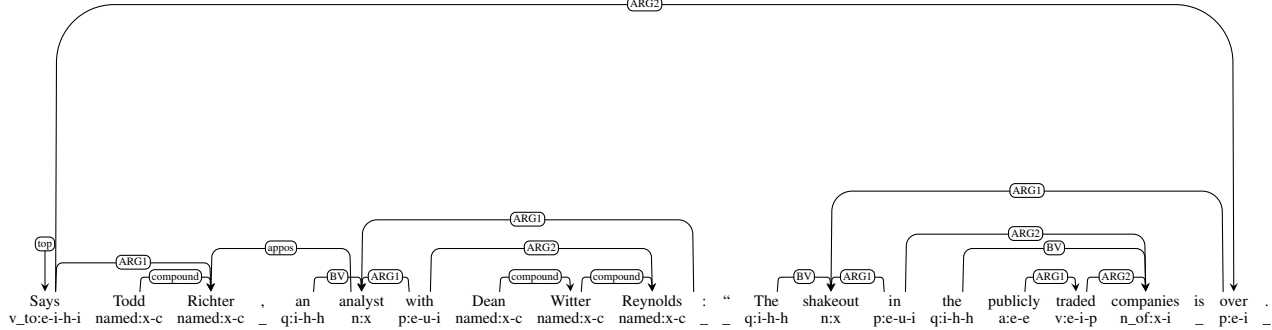 ARG2
ARG1
ARG1
ARG2
ARG1
top
appos
ARG2
BV
ARG1
compound
BV
ARG1
compound
compound
BV
ARG1
ARG1
ARG2
Says Todd Richter , an analyst with Dean Witter Reynolds : “ The shakeout in the publicly traded companies is over .
v_to:e-i-h-i named:x-c named:x-c _ q:i-h-h n:x p:e-u-i named:x-c named:x-c named:x-c _ _ q:i-h-h n:x p:e-u-i q:i-h-h a:e-e v:e-i-p n_of:x-i _ p:e-i _